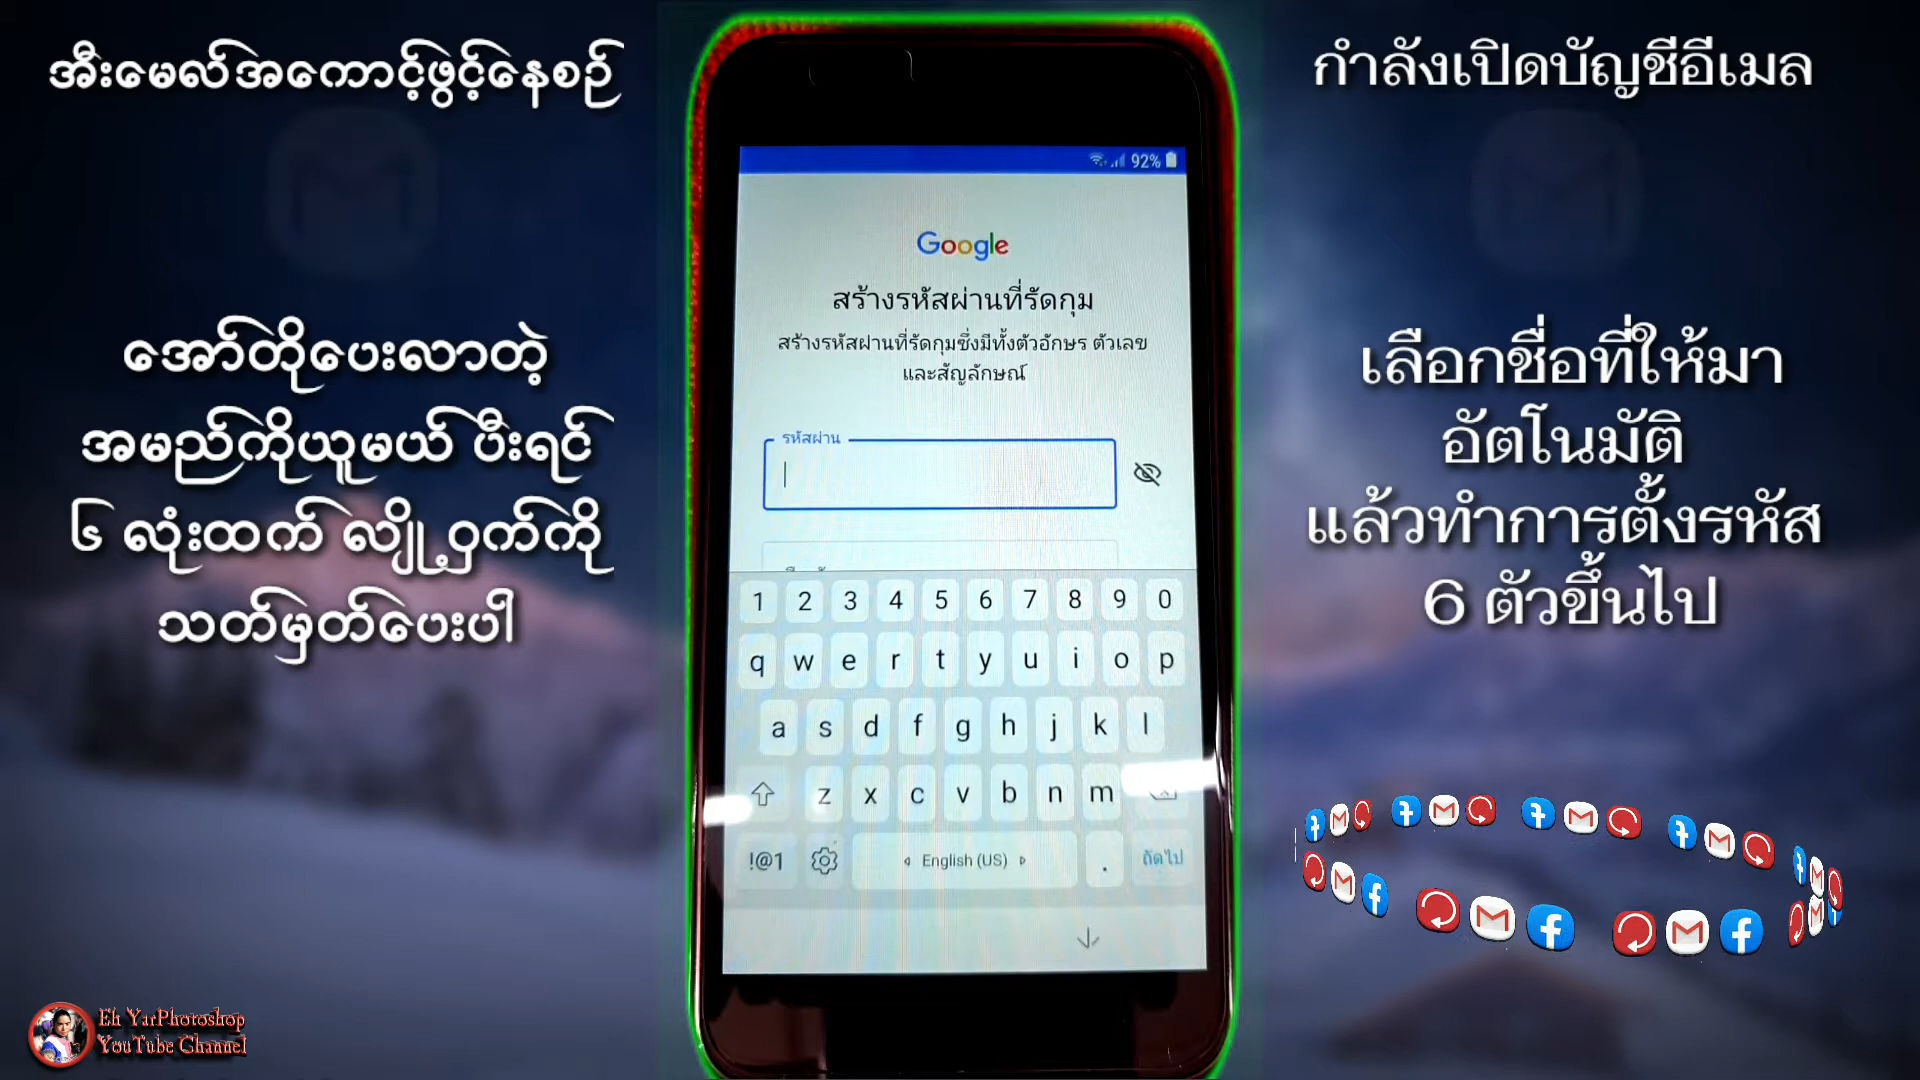 အီးမေလ်အကောင့်ဖွင့်နေစဉ်
အော်တိုပေးလာတဲ့
အမည်ကိုယူမယ် ပီးရင်
၆ လုံးထက် လျို့ဝှက်ကို
သတ်မှတ်ပေးပါ
กำลังเปิดบัญชีอีเมล
เลือกชื่อที่ให้มา
อัตโนมัติ
แล้วทำการตั้งรหัส
6 ตัวขึ้นไป
92%
Google
สร้างรหัสผ่านที่รัดกุม
สร้างรหัสผ่านที่รัดกุมซึ่งมีทั้งตัวอักษร ตัวเลข
และสัญลักษณ์
รหัสผ่าน
1 2 3 4 5 6 7 8 9 0
q w e r t y u i o p
a s d f g h j k l
z x c v b n m
!@1 English (US) . ถัดไป
Eh YarPhotoshop
YouTube Channel